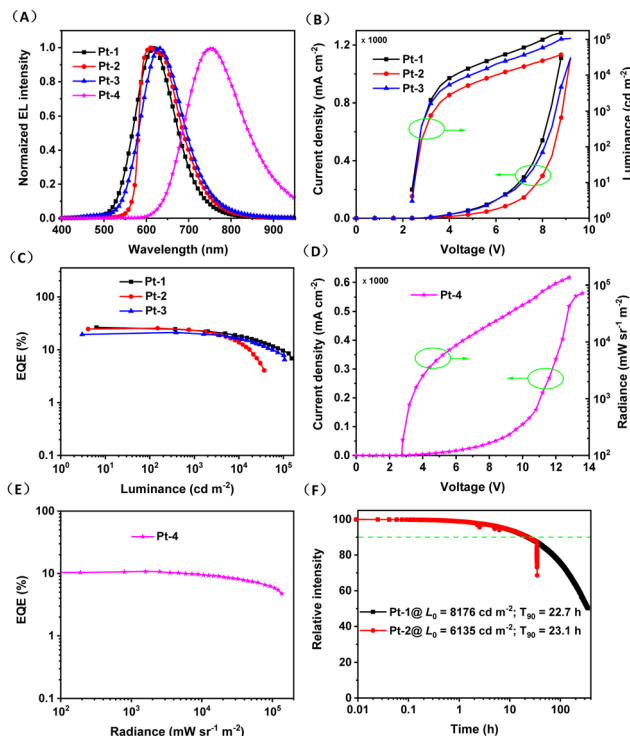 (A)
Normaized EL intensity
1.0
0.8
0.6
0.4
0.2
0.0
Pt-1
Pt-2
Pt-3
Pt-4
400 500 600 700 800 900
Wavelength (nm)
(B)
x 1000
Current density (mA cm-2)
1.2
0.9
0.6
0.3
0.0
Pt-1
Pt-2
Pt-3
10⁵
10⁴
10³
10²
10¹
10⁰
Luminance (cd m-2)
0 2 4 6 8 10
Voltage (V)
(C)
EQE (%)
100
10
1
0.1
Pt-1
Pt-2
Pt-3
10⁰ 10¹ 10² 10³ 10⁴ 10⁵
Luminance (cd m-2)
(D)
x 1000
Current density (mA cm-2)
0.6
0.5
0.4
0.3
0.2
0.1
0.0
Pt-4
10⁵
10⁴
10³
10²
Radiance (mW sr-1 m-2)
0 2 4 6 8 10 12 14
Voltage (V)
(E)
EQE (%)
100
10
1
0.1
Pt-4
10² 10³ 10⁴ 10⁵
Radiance (mW sr-1 m-2)
(F)
Relative intensity
100
80
60
40
20
0
Pt-1@ L₀ = 8176 cd m-2; T₉₀ = 22.7 h
Pt-2@ L₀ = 6135 cd m-2; T₉₀ = 23.1 h
0.01 0.1 1 10 100
Time (h)